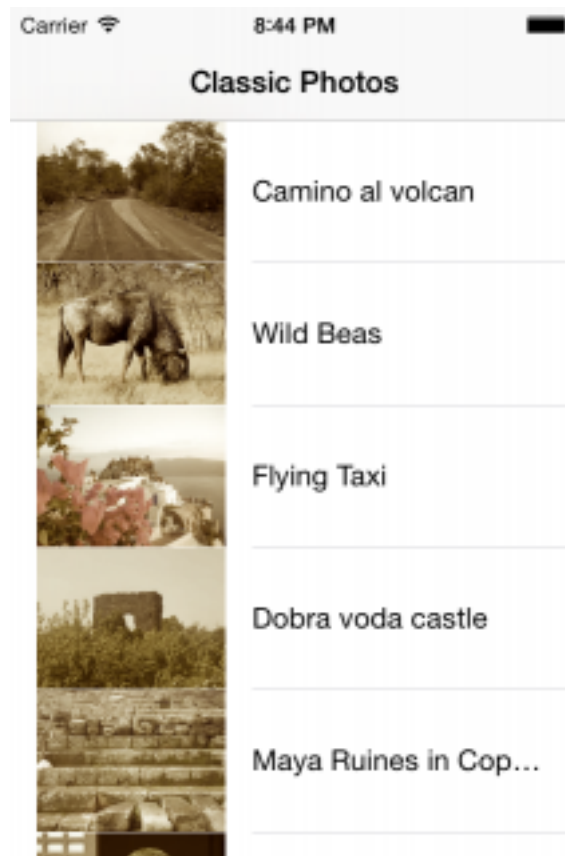 Carrier 8:44 PM
Classic Photos
Camino al volcan
Wild Beas
Flying Taxi
Dobra voda castle
Maya Ruines in Cop...